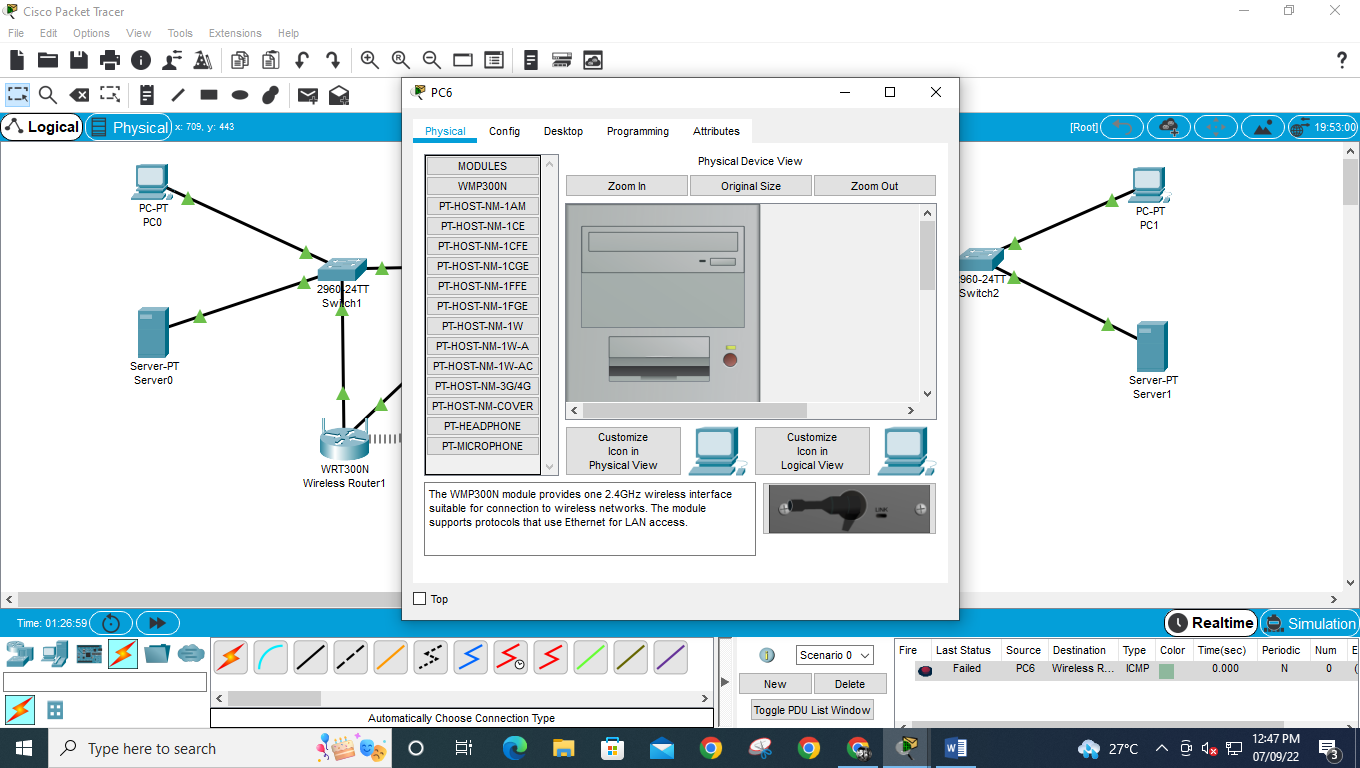 Cisco Packet Tracer
File Edit Options View Tools Extensions Help
?
PC6
Logical
Physical
x: 709, y: 443
[Root]
19:53:00
Physical Config Desktop Programming Attributes
MODULES
WMP300N
PT-HOST-NM-1AM
PT-HOST-NM-1CE
PT-HOST-NM-1CFE
PT-HOST-NM-1CGE
PT-HOST-NM-1FFE
PT-HOST-NM-1FGE
PT-HOST-NM-1W
PT-HOST-NM-1W-A
PT-HOST-NM-1W-AC
PT-HOST-NM-3G/4G
PT-HOST-NM-COVER
PT-HEADPHONE
PT-MICROPHONE
Physical Device View
Zoom In
Original Size
Zoom Out
Customize
Icon in
Physical View
Customize
Icon in
Logical View
The WMP300N module provides one 2.4GHz wireless interface
suitable for connection to wireless networks. The module
supports protocols that use Ethernet for LAN access.
LINK
Top
PC-PT
PC0
2960-24TT
Switch1
Server-PT
Server0
WRT300N
Wireless Router1
PC-PT
PC1
960-24TT
Switch2
Server-PT
Server1
Time: 01:26:59
Realtime
Simulation
Automatically Choose Connection Type
Scenario 0
New
Delete
Toggle PDU List Window
Fire Last Status Source Destination Type Color Time(sec) Periodic Num E
Failed PC6 Wireless R... ICMP 0.000 N 0 (
Type here to search
27°C
12:47 PM
07/09/22
3